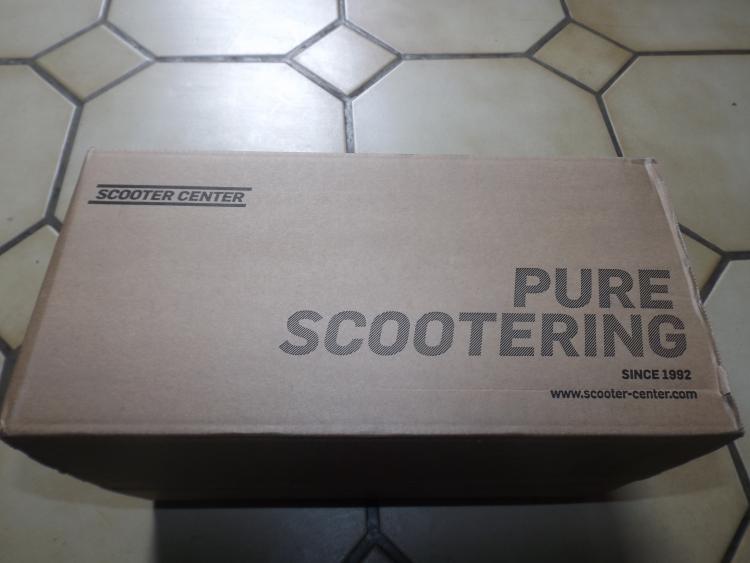 SCOOTER CENTER
PURE
SCOOTERING
SINCE 1992
www.scooter-center.com